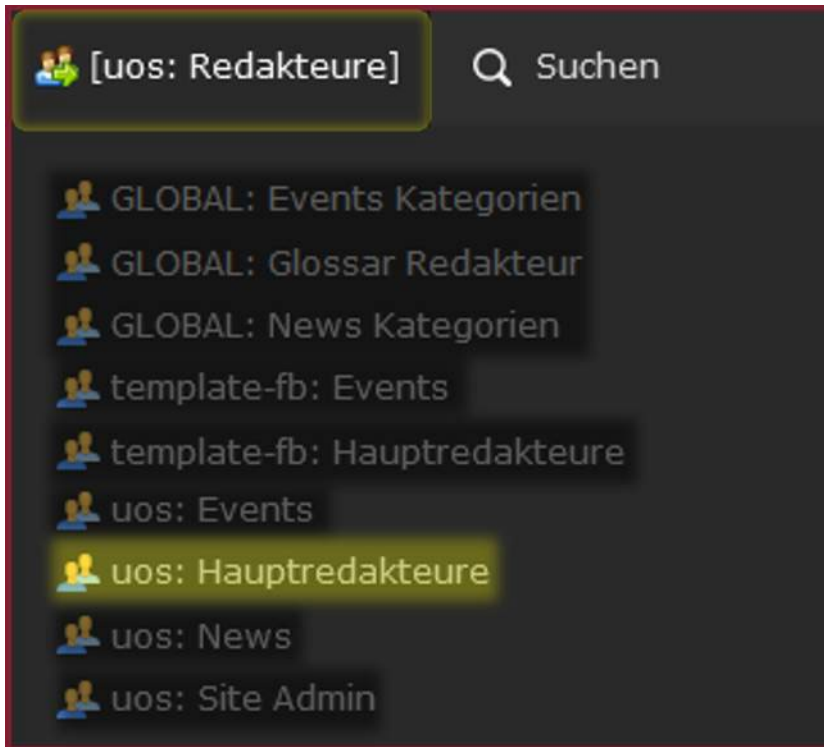 [uos: Redakteure] Suchen
GLOBAL: Events Kategorien
GLOBAL: Glossar Redakteur
GLOBAL: News Kategorien
template-fb: Events
template-fb: Hauptredakteure
uos: Events
uos: Hauptredakteure
uos: News
uos: Site Admin